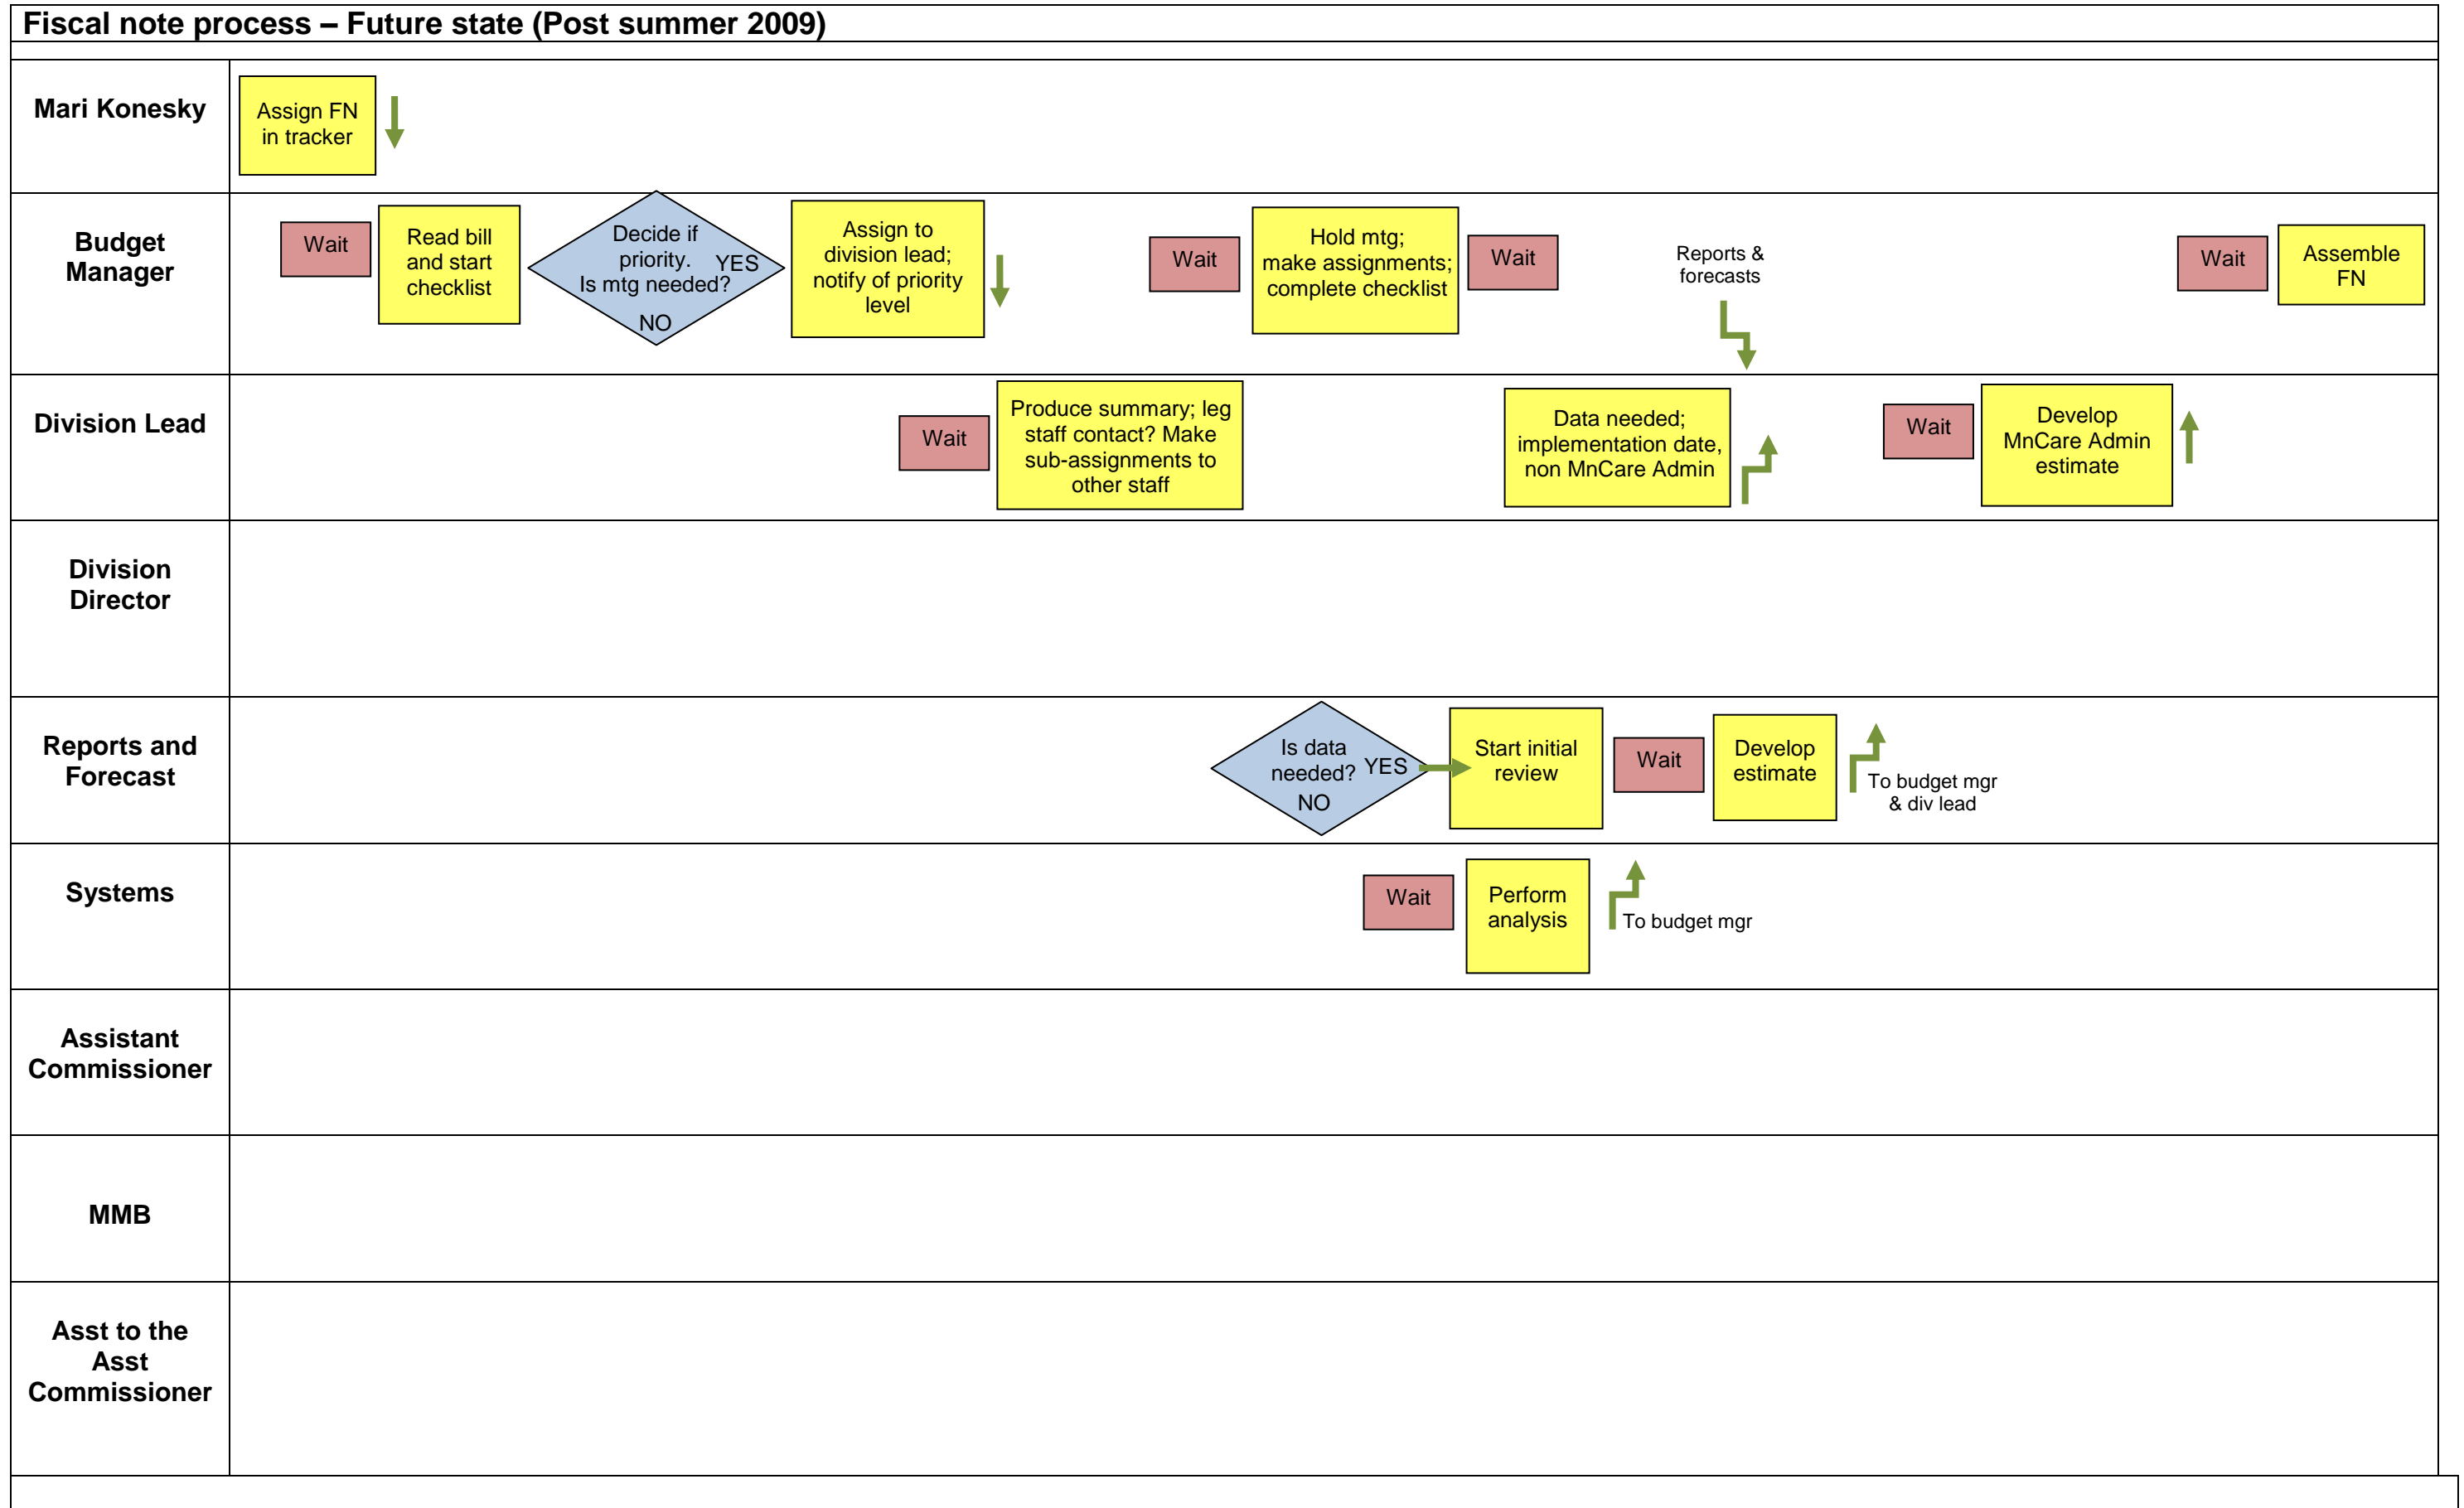 Fiscal note process – Future state (Post summer 2009)
Mari Konesky
Assign FN
in tracker
Budget
Manager
Wait
Read bill
and start
checklist
Decide if
priority.
Is mtg needed?
YES
NO
Assign to
division lead;
notify of priority
level
Wait
Hold mtg;
make assignments;
complete checklist
Wait
Reports &
forecasts
Wait
Assemble
FN
Division Lead
Wait
Produce summary; leg
staff contact? Make
sub-assignments to
other staff
Data needed;
implementation date,
non MnCare Admin
Wait
Develop
MnCare Admin
estimate
Division
Director
Reports and
Forecast
Is data
needed?
YES
NO
Start initial
review
Wait
Develop
estimate
To budget mgr
& div lead
Systems
Wait
Perform
analysis
To budget mgr
Assistant
Commissioner
MMB
Asst to the
Asst
Commissioner